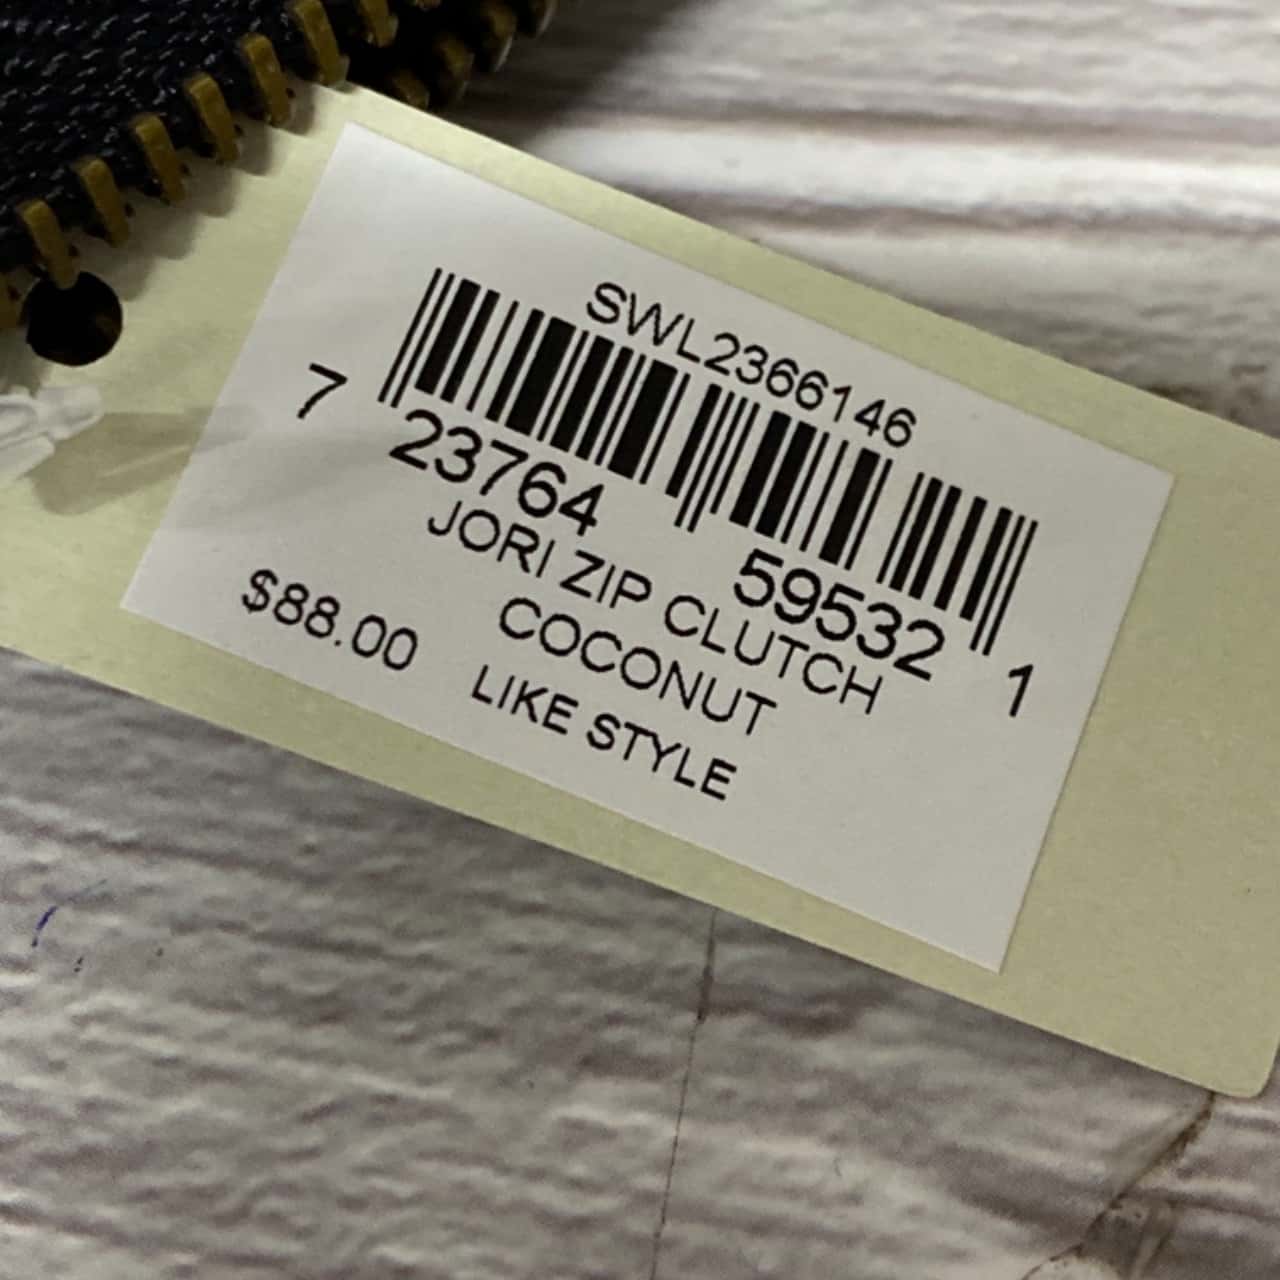 SWL2366146
7 23764 59532 1
JORI ZIP CLUTCH
COCONUT
$88.00 LIKE STYLE